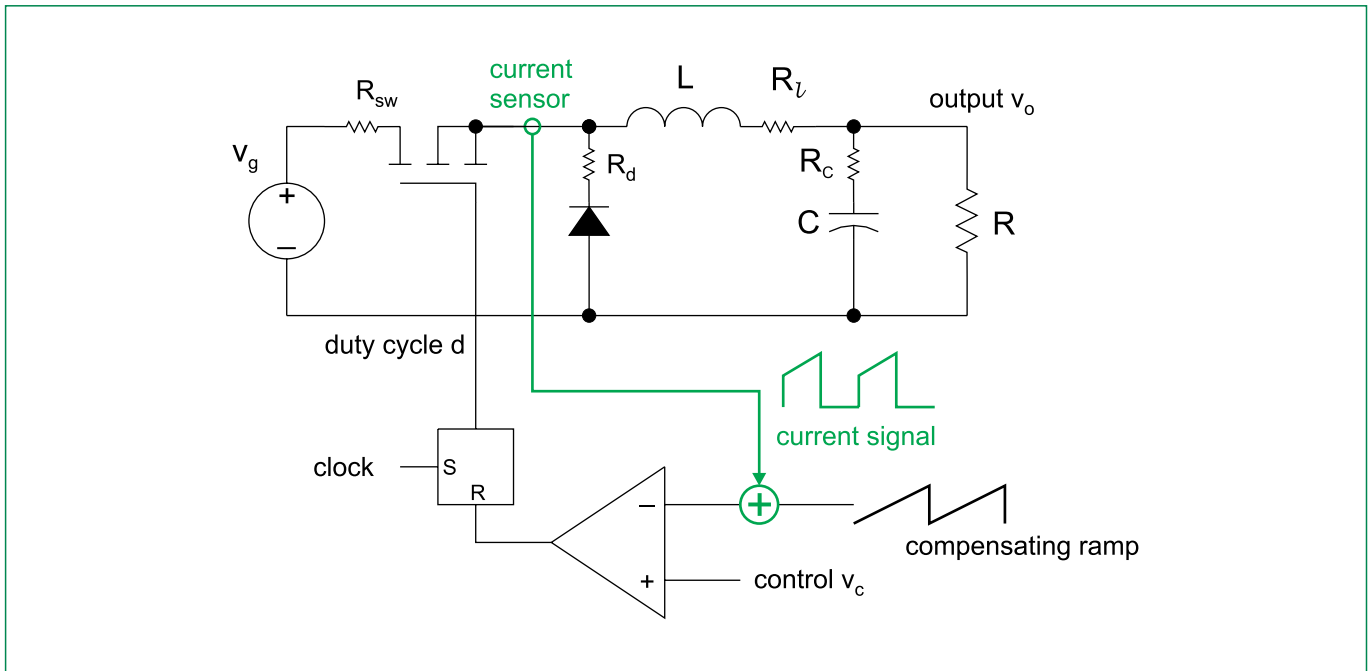 current
sensor
R_sw
L
R_l
output v_o
v_g
+
−
R_d
R_C
C
R
duty cycle d
current signal
clock
S
R
−
+
+
compensating ramp
control v_c